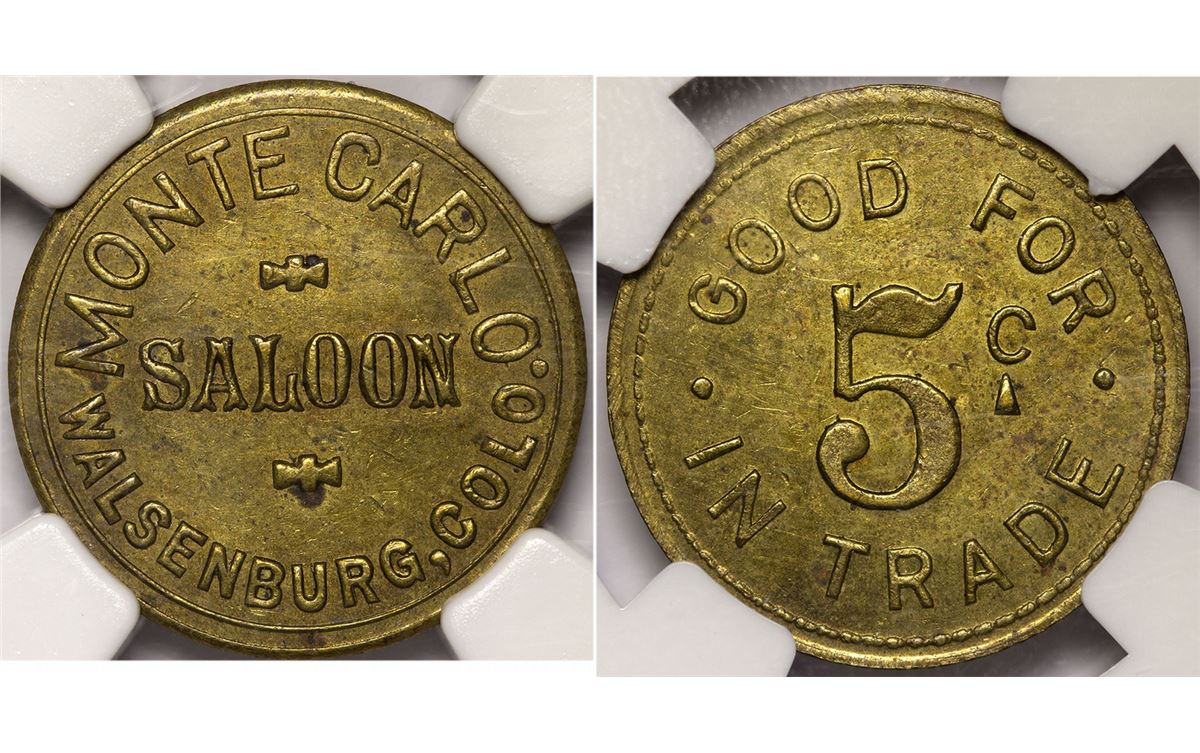 MONTE CARLO
SALOON
WALSENBURG, COLO.
GOOD FOR
5 C
IN TRADE